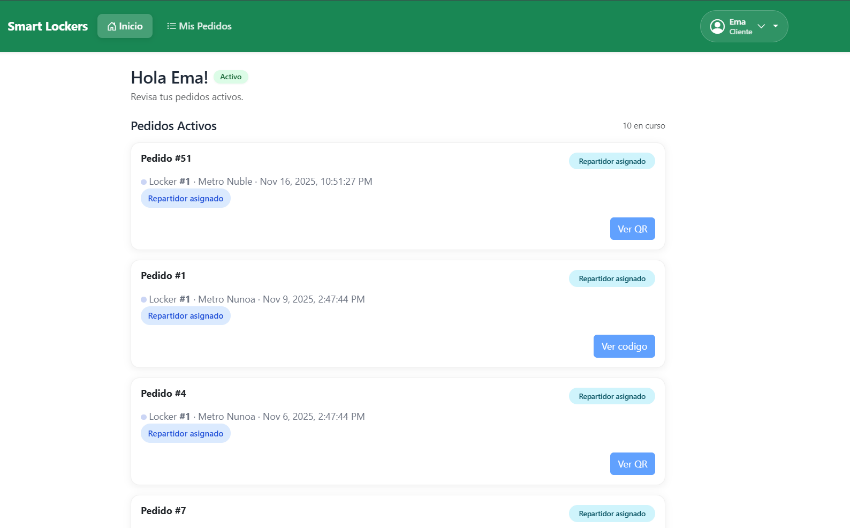 Smart Lockers
Inicio
Mis Pedidos
Ema
Cliente
Hola Ema! Activo
Revisa tus pedidos activos.
Pedidos Activos
10 en curso
Pedido #51
Repartidor asignado
Locker #1 · Metro Nuble · Nov 16, 2025, 10:51:27 PM
Repartidor asignado
Ver QR
Pedido #1
Repartidor asignado
Locker #1 · Metro Nunoa · Nov 9, 2025, 2:47:44 PM
Repartidor asignado
Ver codigo
Pedido #4
Repartidor asignado
Locker #1 · Metro Nunoa · Nov 6, 2025, 2:47:44 PM
Repartidor asignado
Ver QR
Pedido #7
Repartidor asignado